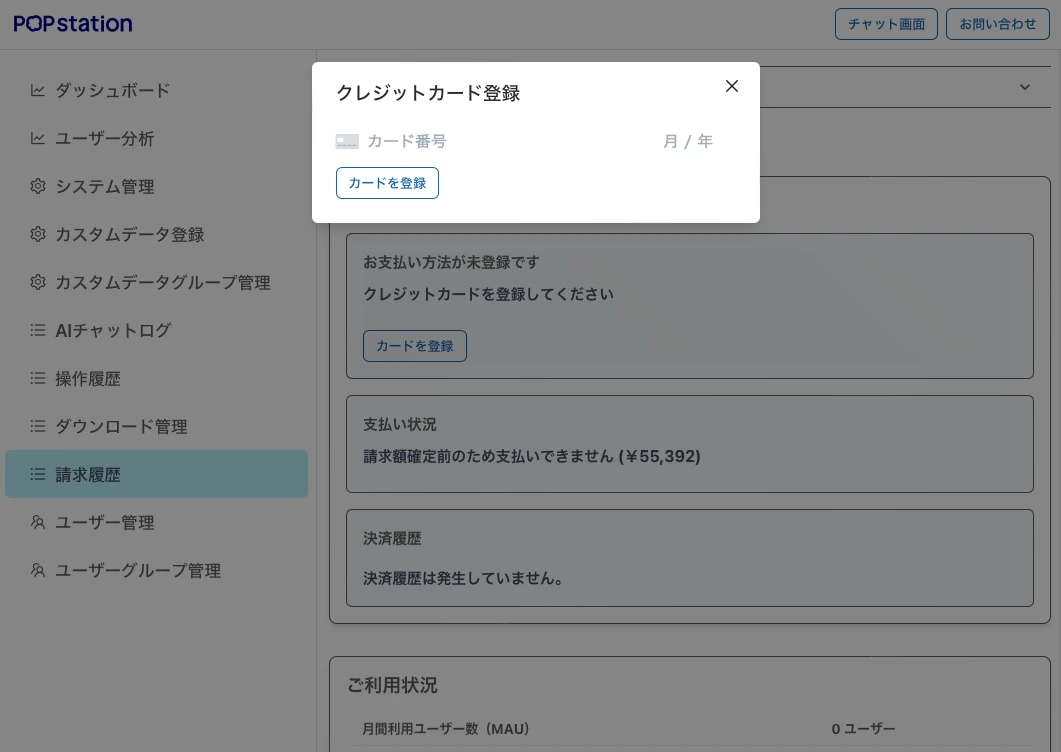 POPstation
チャット画面
お問い合わせ
ダッシュボード
ユーザー分析
システム管理
カスタムデータ登録
カスタムデータグループ管理
AIチャットログ
操作履歴
ダウンロード管理
請求履歴
ユーザー管理
ユーザーグループ管理
クレジットカード登録
カード番号 月 / 年
カードを登録
お支払い方法が未登録です
クレジットカードを登録してください
カードを登録
支払い状況
請求額確定前のため支払いできません (￥55,392)
決済履歴
決済履歴は発生していません。
ご利用状況
月間利用ユーザー数（MAU） 0 ユーザー